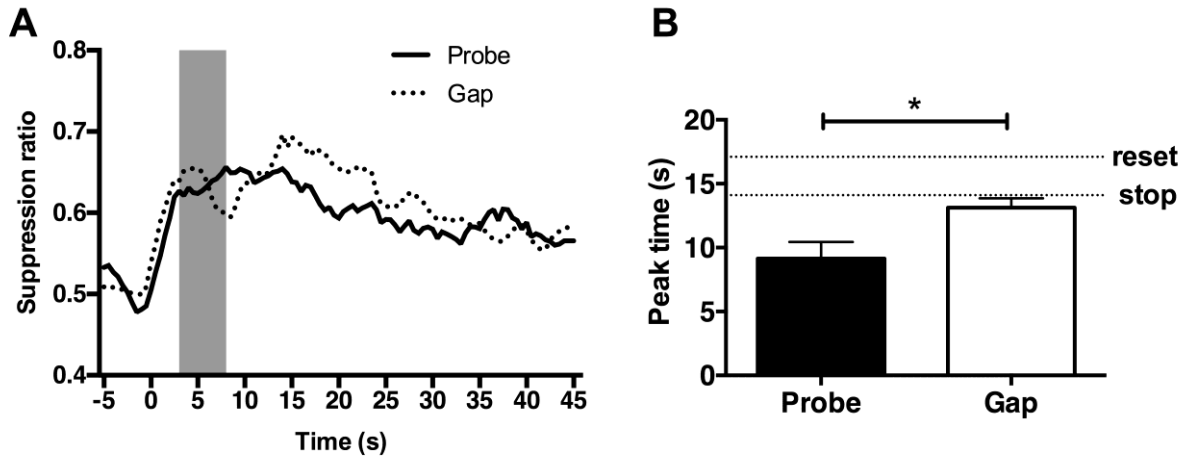 A
Suppression ratio
0.8
0.7
0.6
0.5
0.4
Probe
Gap
-5 0 5 10 15 20 25 30 35 40 45
Time (s)
B
Peak time (s)
20
15
10
5
0
*
reset
stop
Probe Gap